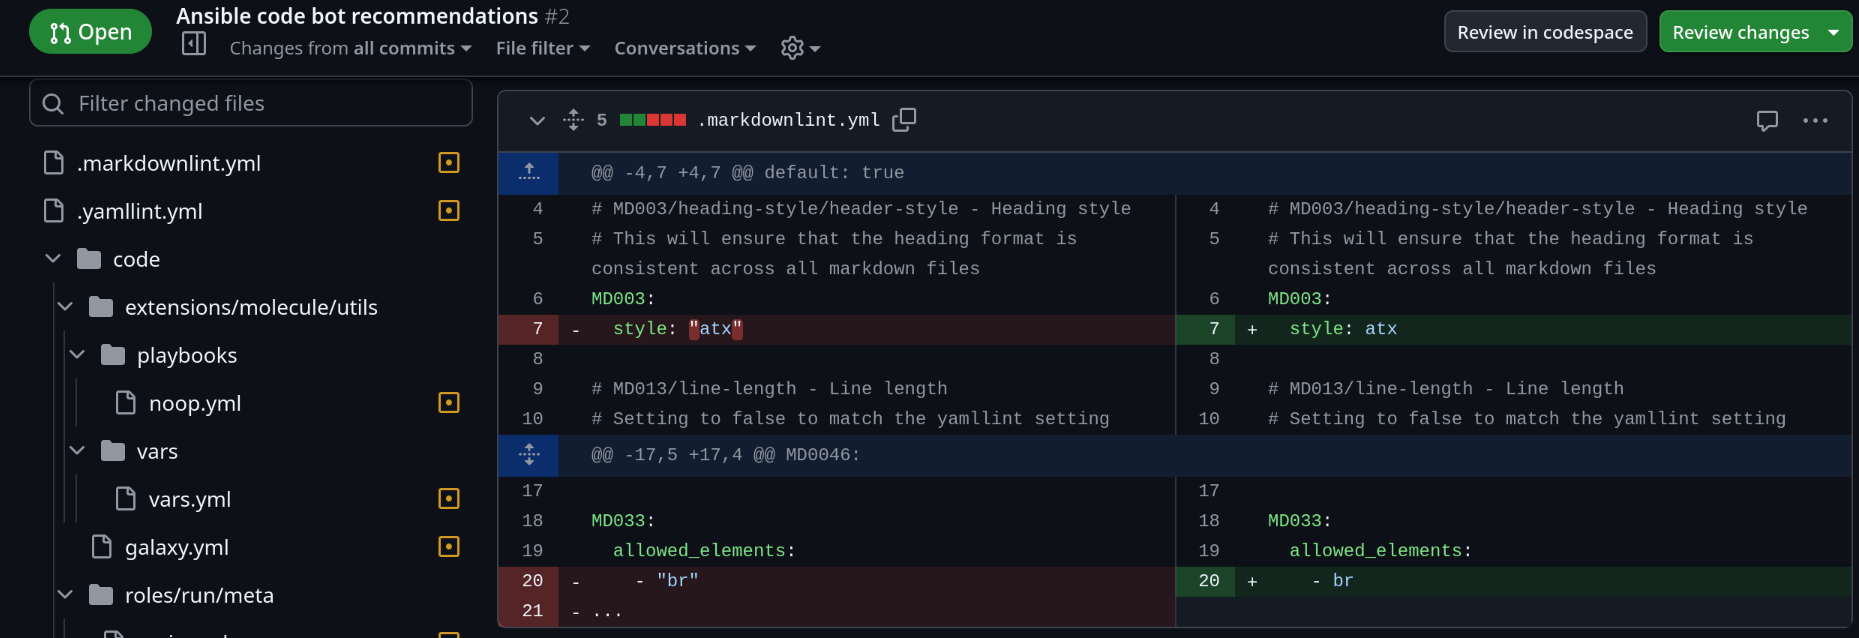 Open
Ansible code bot recommendations #2
Changes from all commits File filter Conversations
Review in codespace
Review changes
Filter changed files
.markdownlint.yml
.yamllint.yml
code
extensions/molecule/utils
playbooks
noop.yml
vars
vars.yml
galaxy.yml
roles/run/meta
5 .markdownlint.yml
@@ -4,7 +4,7 @@ default: true
4 # MD003/heading-style/header-style - Heading style
5 # This will ensure that the heading format is
consistent across all markdown files
6 MD003:
7 - style: "atx"
8
9 # MD013/line-length - Line length
10 # Setting to false to match the yamllint setting
4 # MD003/heading-style/header-style - Heading style
5 # This will ensure that the heading format is
consistent across all markdown files
6 MD003:
7 + style: atx
8
9 # MD013/line-length - Line length
10 # Setting to false to match the yamllint setting
@@ -17,5 +17,4 @@ MD0046:
17
18 MD033:
19 allowed_elements:
20 - - "br"
21 - ...
17
18 MD033:
19 allowed_elements:
20 + - br